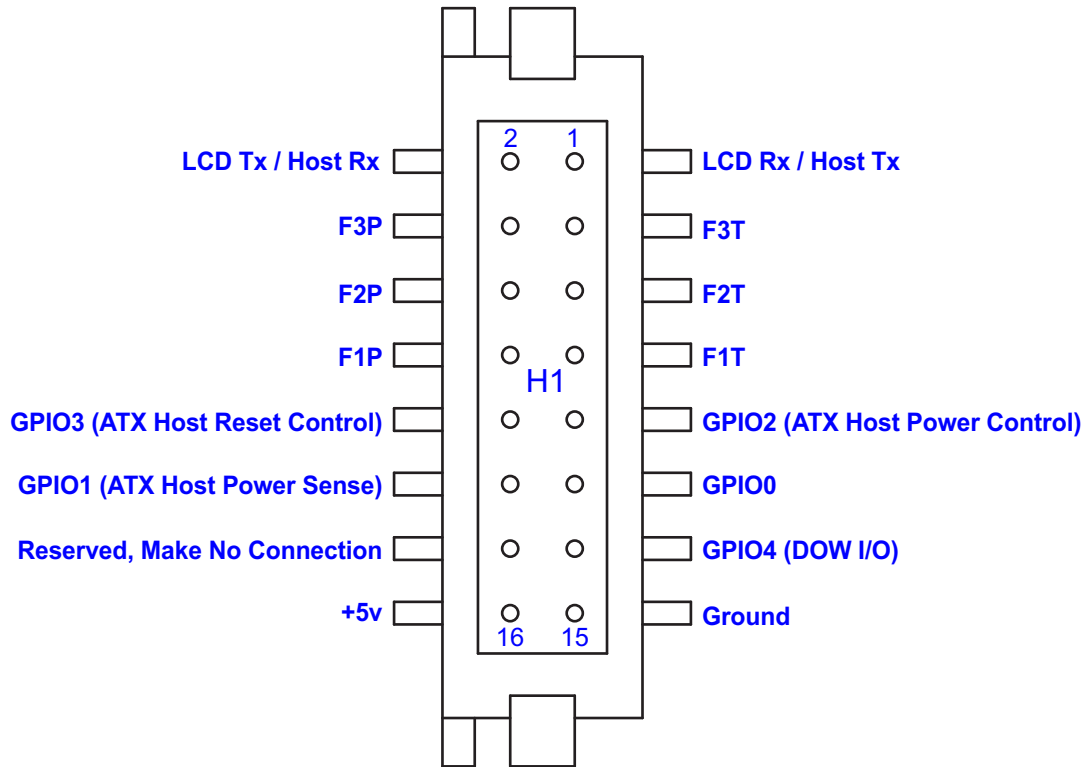 2 1
LCD Tx / Host Rx LCD Rx / Host Tx
F3P F3T
F2P F2T
F1P F1T
H1
GPIO3 (ATX Host Reset Control) GPIO2 (ATX Host Power Control)
GPIO1 (ATX Host Power Sense) GPIO0
Reserved, Make No Connection GPIO4 (DOW I/O)
+5v Ground
16 15